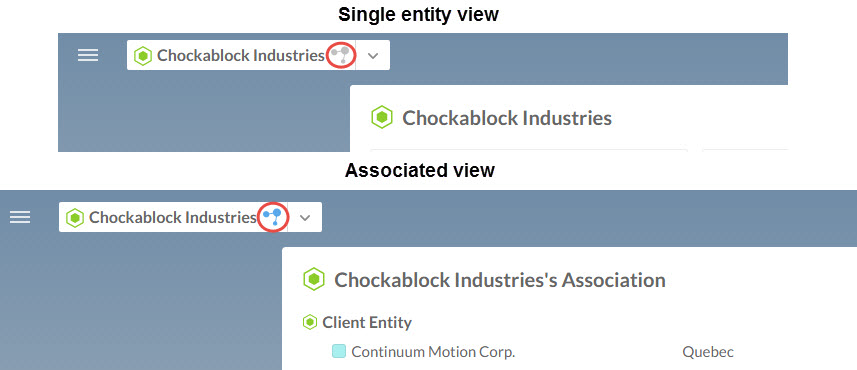 Single entity view
Chockablock Industries
Chockablock Industries
Associated view
Chockablock Industries
Chockablock Industries's Association
Client Entity
Continuum Motion Corp. Quebec